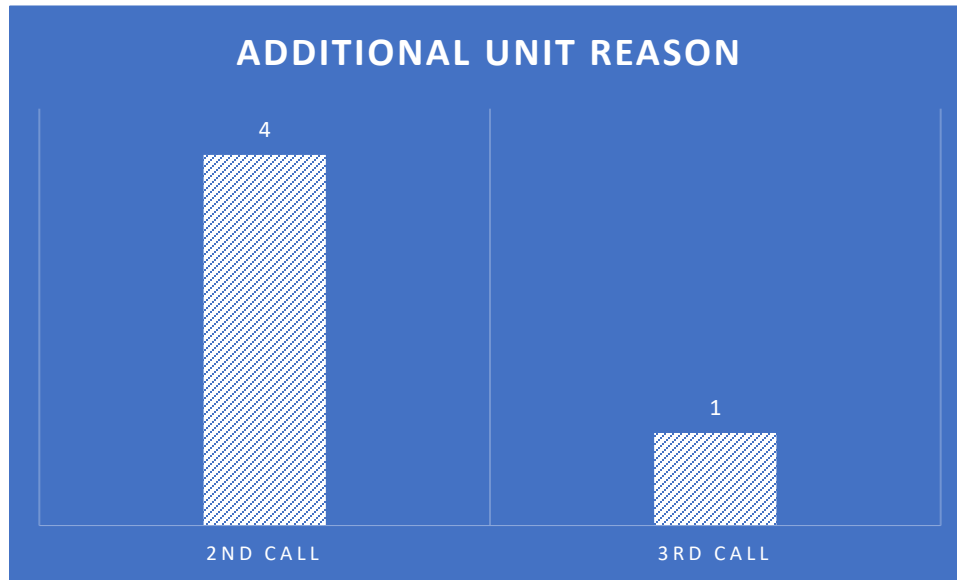 ADDITIONAL UNIT REASON
4
1
2ND CALL
3RD CALL